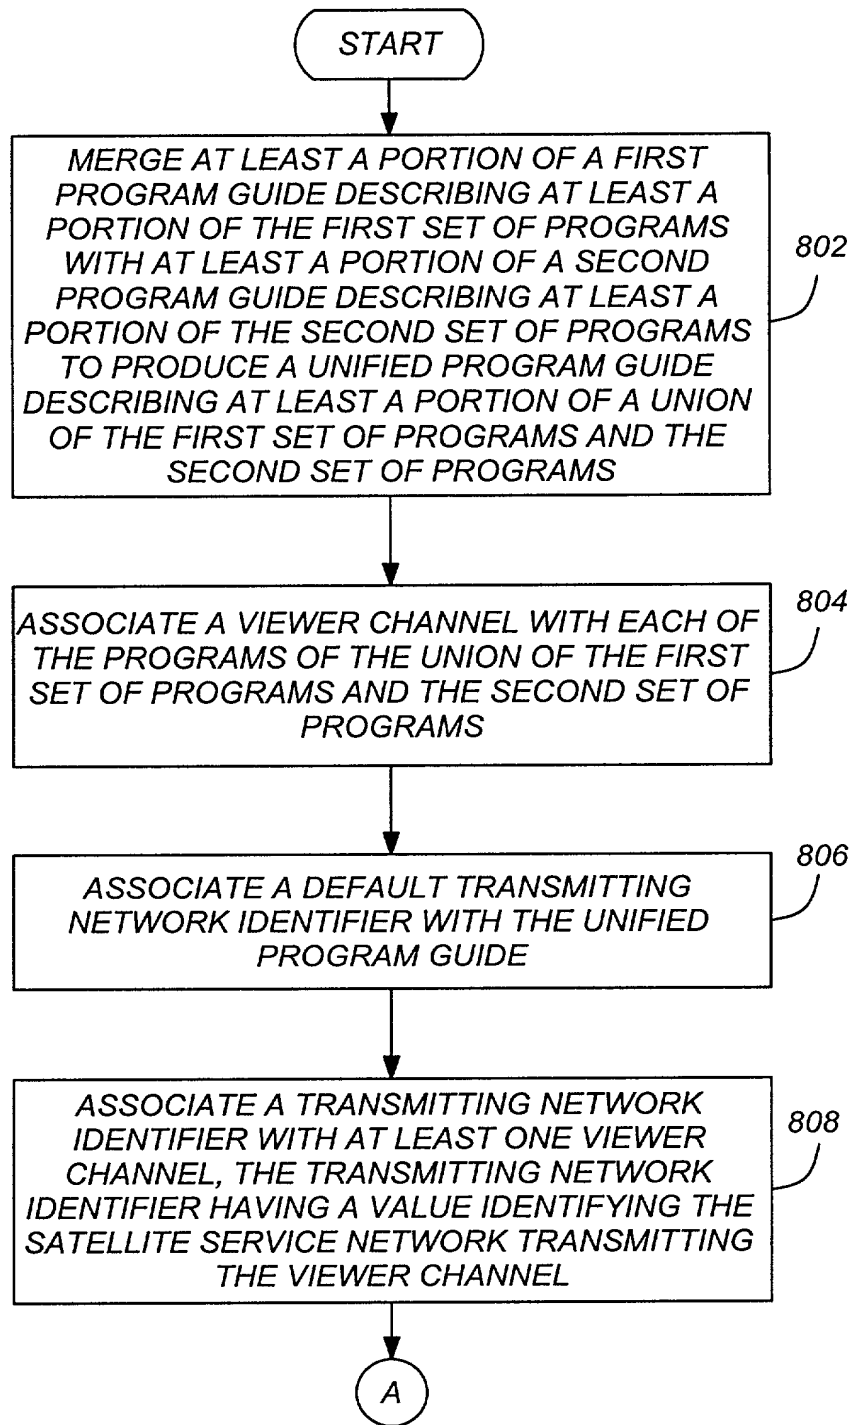 START
MERGE AT LEAST A PORTION OF A FIRST
PROGRAM GUIDE DESCRIBING AT LEAST A
PORTION OF THE FIRST SET OF PROGRAMS
WITH AT LEAST A PORTION OF A SECOND
PROGRAM GUIDE DESCRIBING AT LEAST A
PORTION OF THE SECOND SET OF PROGRAMS
TO PRODUCE A UNIFIED PROGRAM GUIDE
DESCRIBING AT LEAST A PORTION OF A UNION
OF THE FIRST SET OF PROGRAMS AND THE
SECOND SET OF PROGRAMS
802
ASSOCIATE A VIEWER CHANNEL WITH EACH OF
THE PROGRAMS OF THE UNION OF THE FIRST
SET OF PROGRAMS AND THE SECOND SET OF
PROGRAMS
804
ASSOCIATE A DEFAULT TRANSMITTING
NETWORK IDENTIFIER WITH THE UNIFIED
PROGRAM GUIDE
806
ASSOCIATE A TRANSMITTING NETWORK
IDENTIFIER WITH AT LEAST ONE VIEWER
CHANNEL, THE TRANSMITTING NETWORK
IDENTIFIER HAVING A VALUE IDENTIFYING THE
SATELLITE SERVICE NETWORK TRANSMITTING
THE VIEWER CHANNEL
808
A